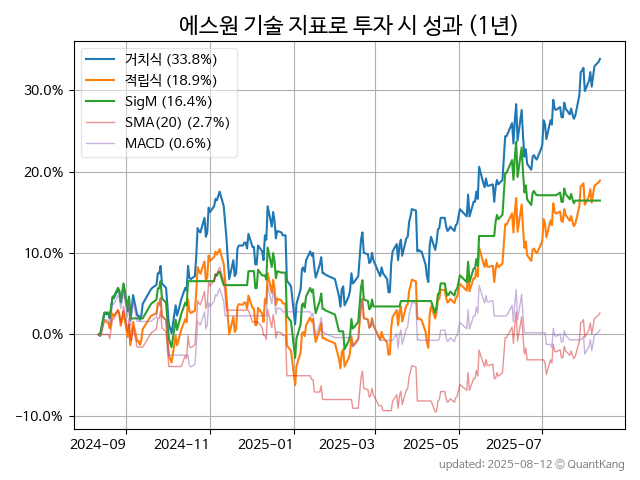 에스원 기술 지표로 투자 시 성과 (1년)
거치식 (33.8%)
적립식 (18.9%)
SigM (16.4%)
SMA(20) (2.7%)
MACD (0.6%)
30.0%
20.0%
10.0%
0.0%
−10.0%
2024-09 2024-11 2025-01 2025-03 2025-05 2025-07
updated: 2025-08-12 © QuantKang